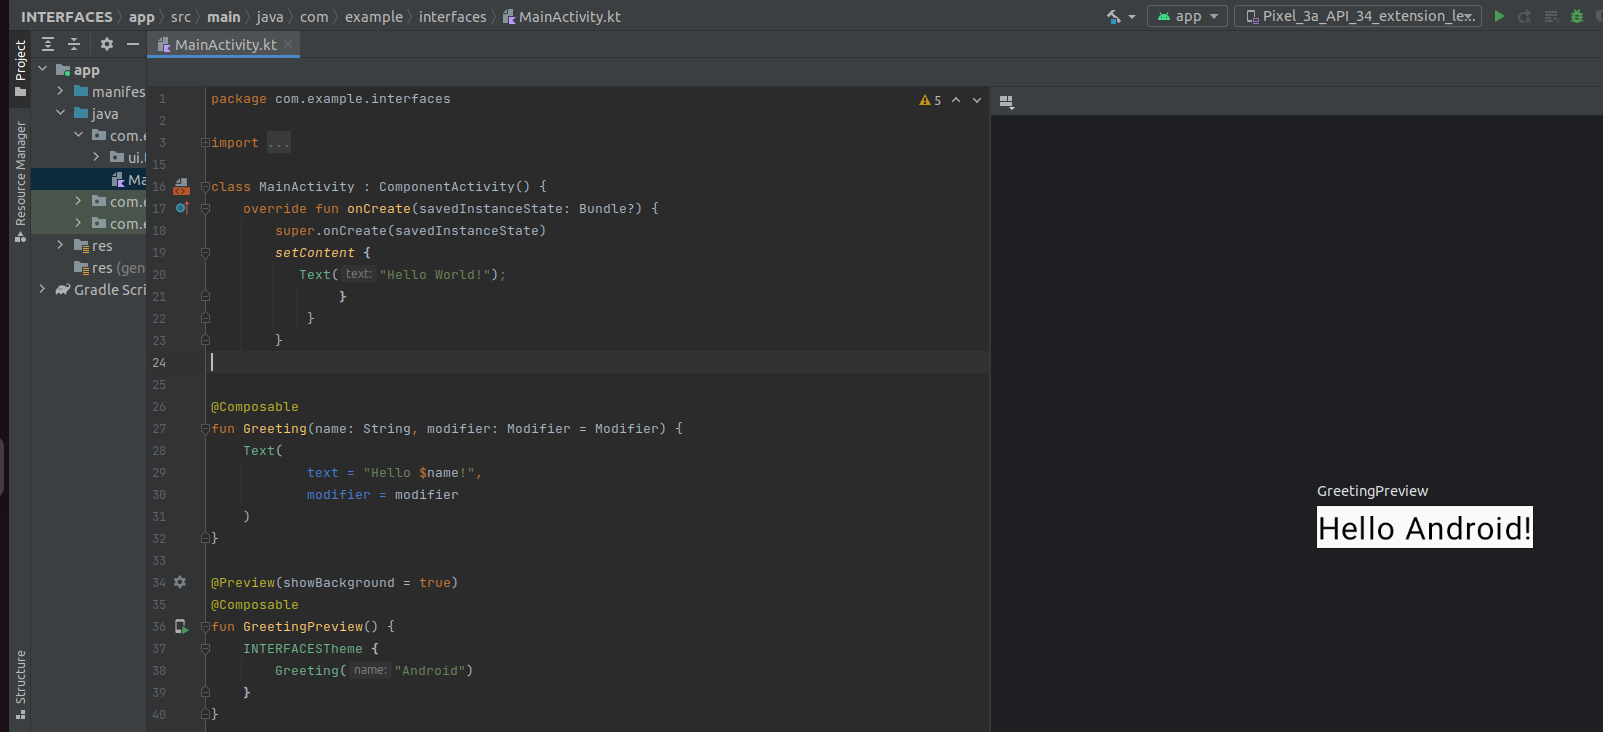 INTERFACES app src main java com example interfaces MainActivity.kt app Pixel_3a_API_34_extension_le..
Project
Resource Manager
Structure
app
manifes
java
com.e
ui.t
Ma
com.e
com.e
res
res (gen
Gradle Scri
MainActivity.kt
5
1 package com.example.interfaces
2
3 import ...
15
16 class MainActivity : ComponentActivity() {
17 override fun onCreate(savedInstanceState: Bundle?) {
18 super.onCreate(savedInstanceState)
19 setContent {
20 Text( text: "Hello World!");
21 }
22 }
23 }
24
25
26 @Composable
27 fun Greeting(name: String, modifier: Modifier = Modifier) {
28 Text(
29 text = "Hello $name!",
30 modifier = modifier
31 )
32 }
33
34 @Preview(showBackground = true)
35 @Composable
36 fun GreetingPreview() {
37 INTERFACESTheme {
38 Greeting( name: "Android")
39 }
40 }
GreetingPreview
Hello Android!